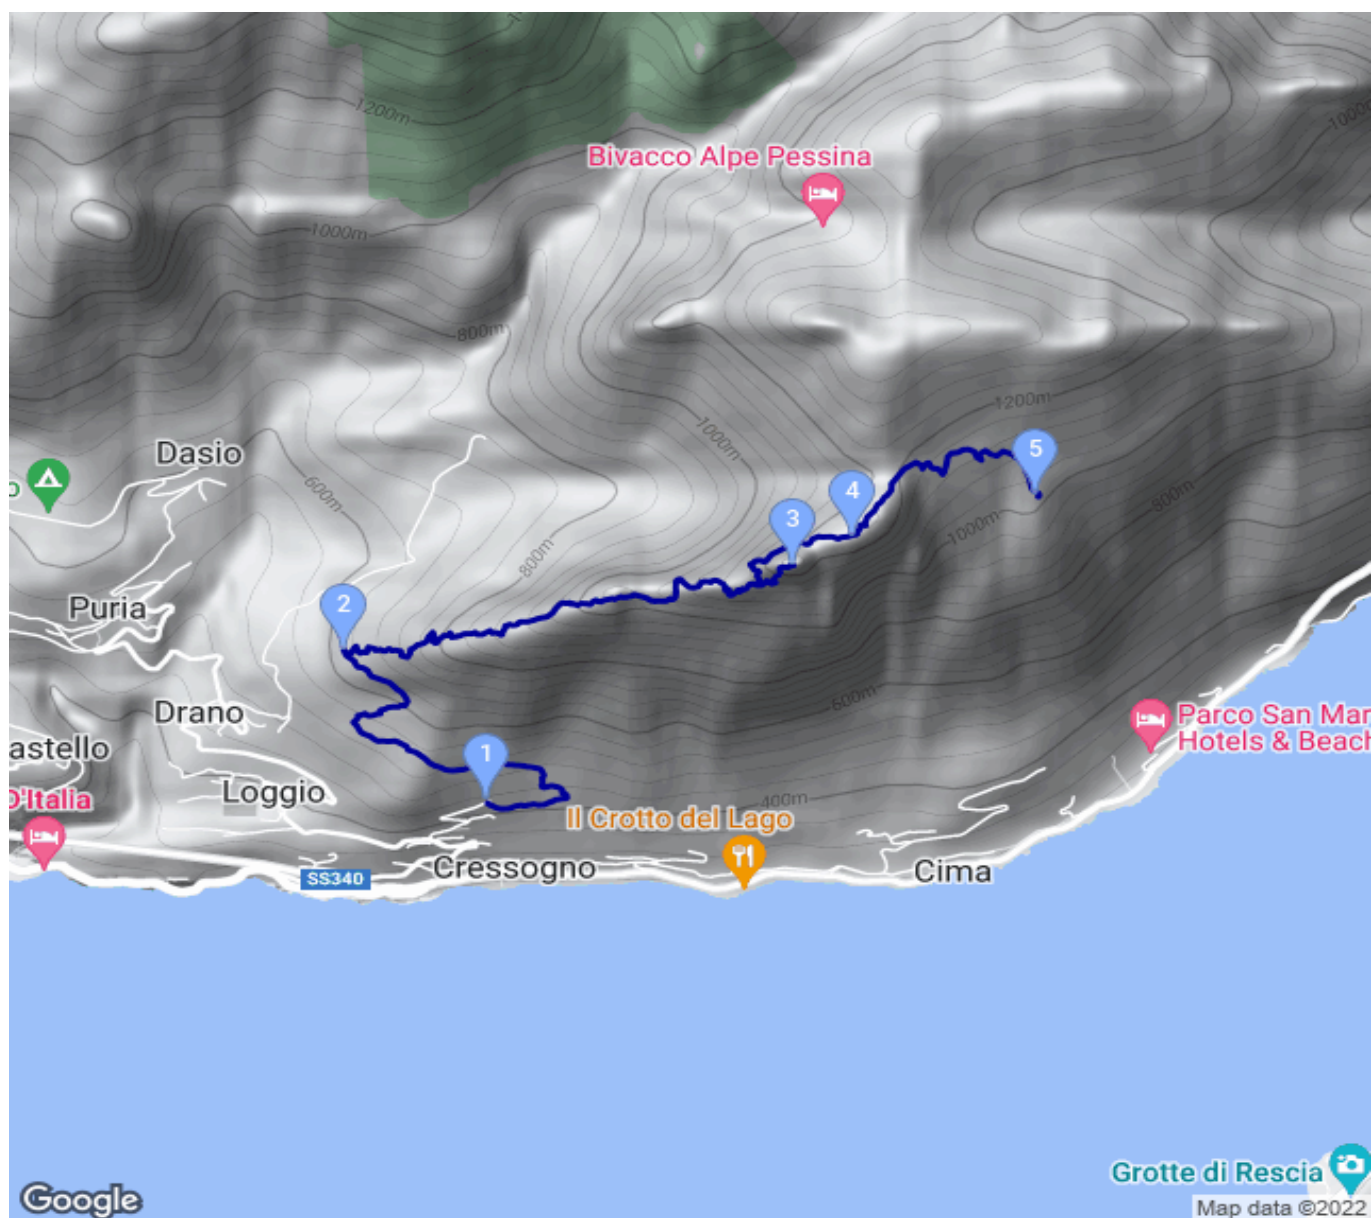 1200m
Bivacco Alpe Pessina
1000m
800m
1200m
1000m
Dasio
5
600m
4
800m
1000m
3
800m
Puria
2
600m
Drano
Parco San Mar
Hotels & Beach
astello
1
Loggio
D'Italia
400m
Il Crotto del Lago
Cressogno
SS340
Cima
Grotte di Rescia
Google
Map data ©2022